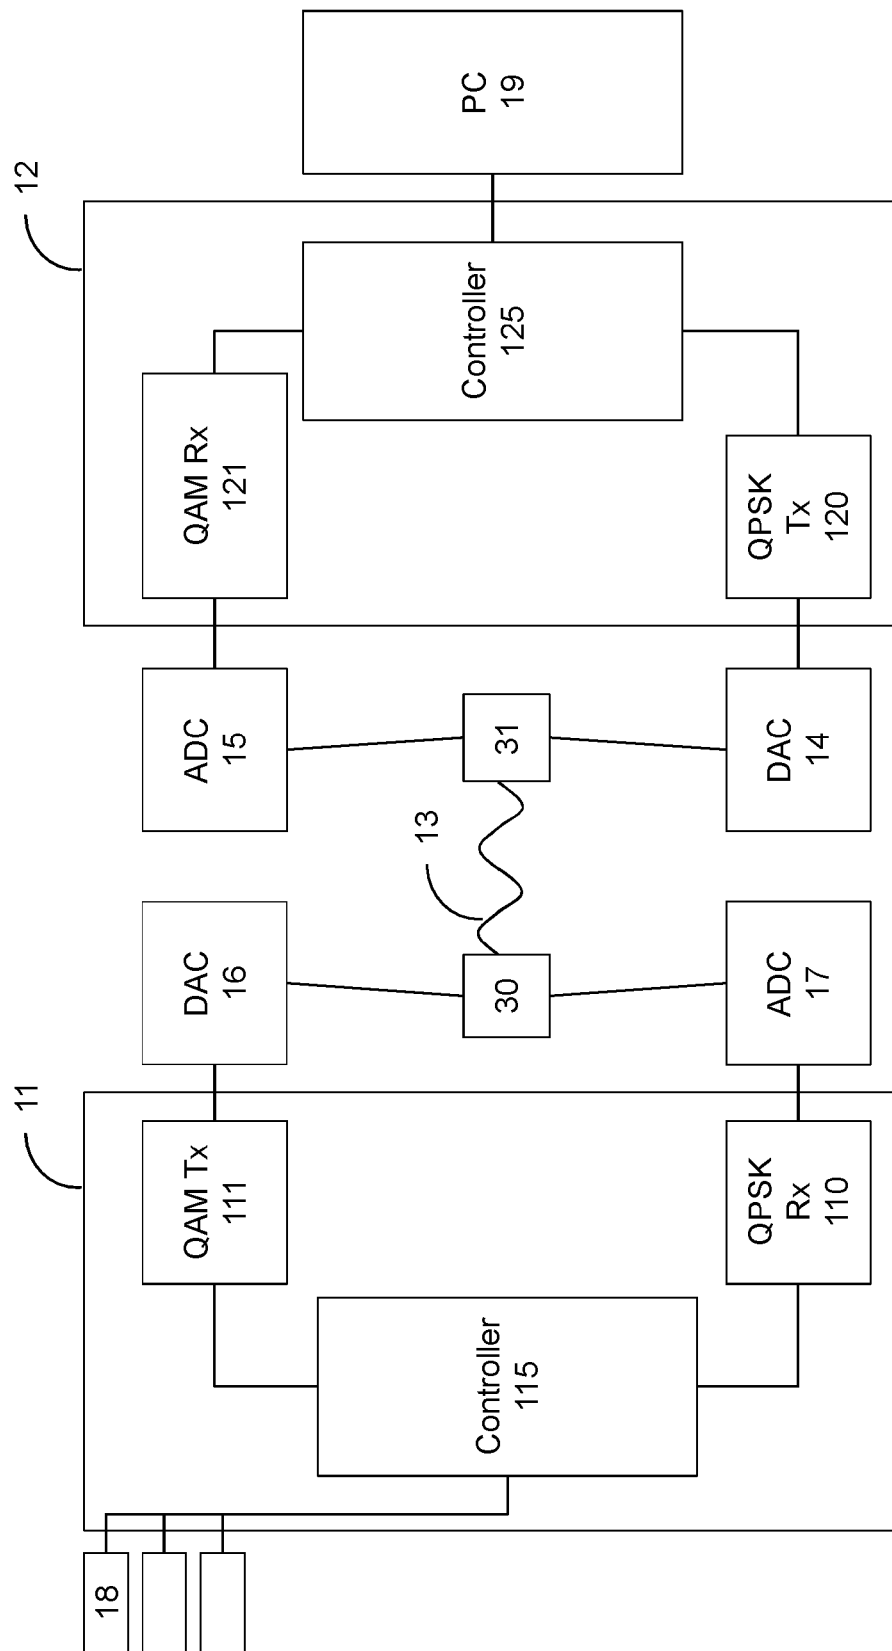 11
12
18
QAM Tx
111
DAC
16
ADC
15
QAM Rx
121
Controller
115
30
13
31
Controller
125
PC
19
QPSK
Rx
110
ADC
17
DAC
14
QPSK
Tx
120